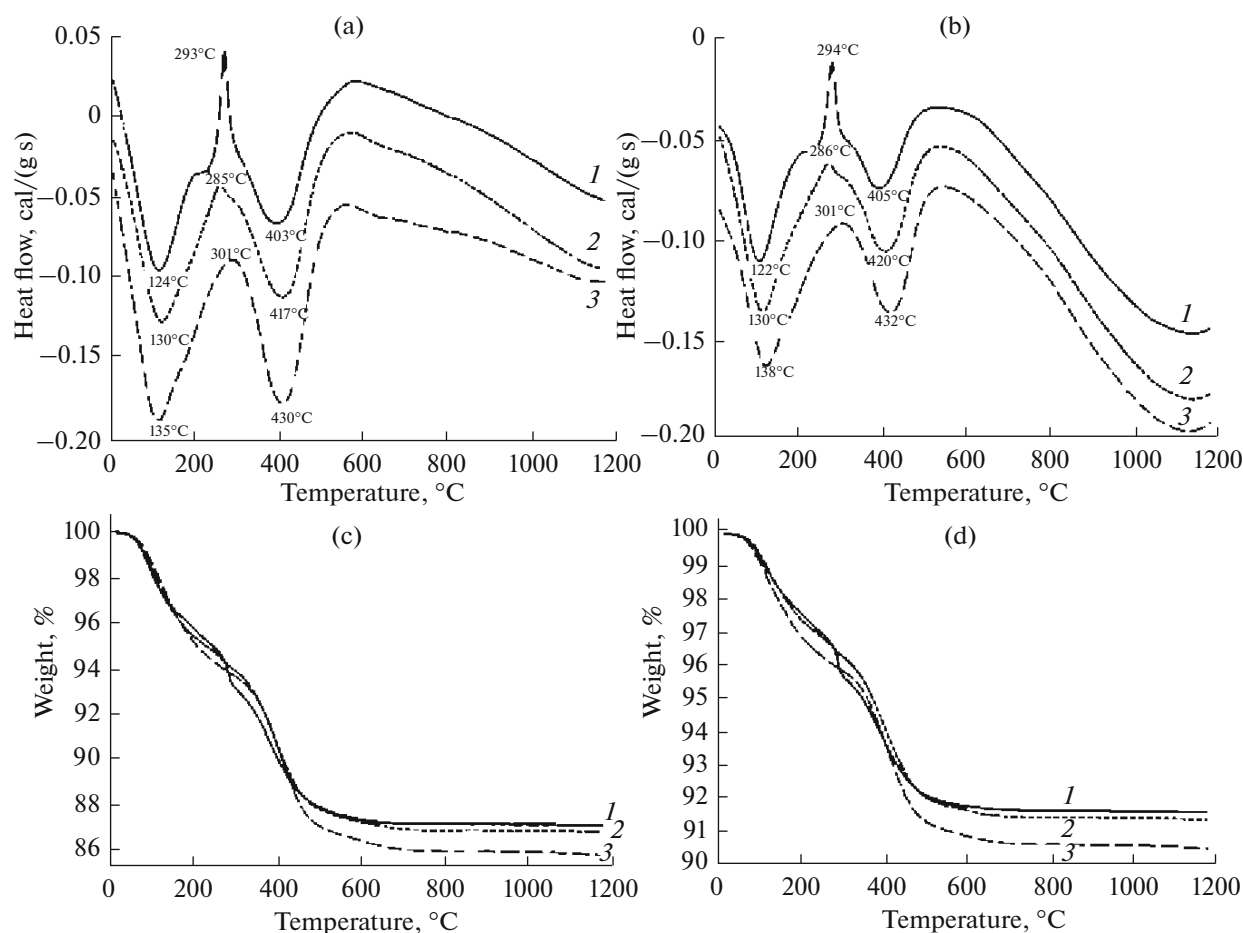 (a)
0.05
0
−0.05
−0.10
−0.15
−0.20
Heat flow, cal/(g s)
293°C
285°C
301°C
124°C
130°C
135°C
403°C
417°C
430°C
1
2
3
0 200 400 600 800 1000 1200
Temperature, °C
(b)
0
−0.05
−0.10
−0.15
−0.20
Heat flow, cal/(g s)
294°C
286°C
301°C
122°C
130°C
138°C
405°C
420°C
432°C
1
2
3
0 200 400 600 800 1000 1200
Temperature, °C
(c)
100
98
96
94
92
90
88
86
Weight, %
1
2
3
0 200 400 600 800 1000 1200
Temperature, °C
(d)
100
99
98
97
96
95
94
93
92
91
90
Weight, %
1
2
3
0 200 400 600 800 1000 1200
Temperature, °C